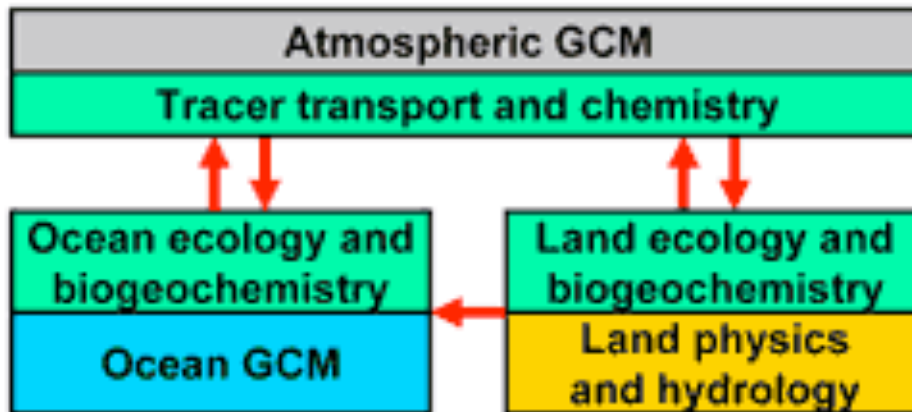 Atmospheric GCM
Tracer transport and chemistry
Ocean ecology and
biogeochemistry
Ocean GCM
Land ecology and
biogeochemistry
Land physics
and hydrology